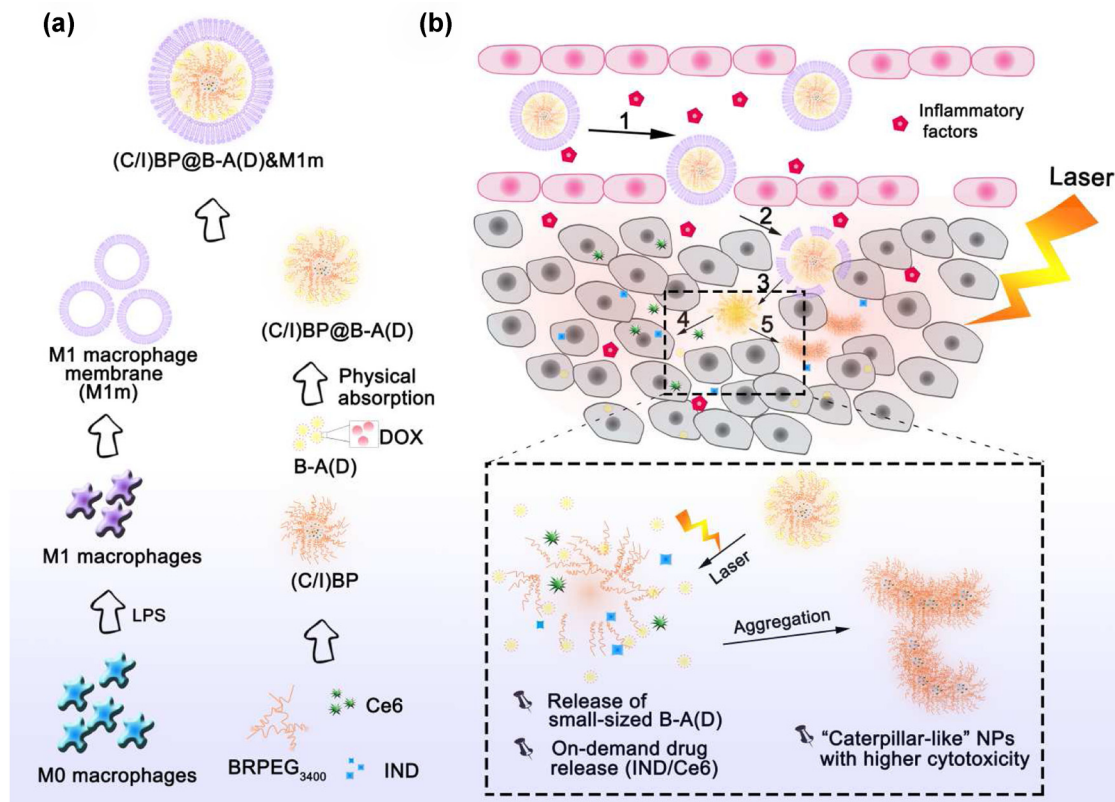 (a)
(C/I)BP@B-A(D)&M1m
M1 macrophage
membrane
(M1m)
(C/I)BP@B-A(D)
Physical
absorption
DOX
B-A(D)
M1 macrophages
(C/I)BP
LPS
Ce6
BRPEG3400
IND
M0 macrophages
(b)
1
Inflammatory
factors
Laser
2
3
4
5
Laser
Aggregation
Release of
small-sized B-A(D)
On-demand drug
release (IND/Ce6)
"Caterpillar-like" NPs
with higher cytotoxicity